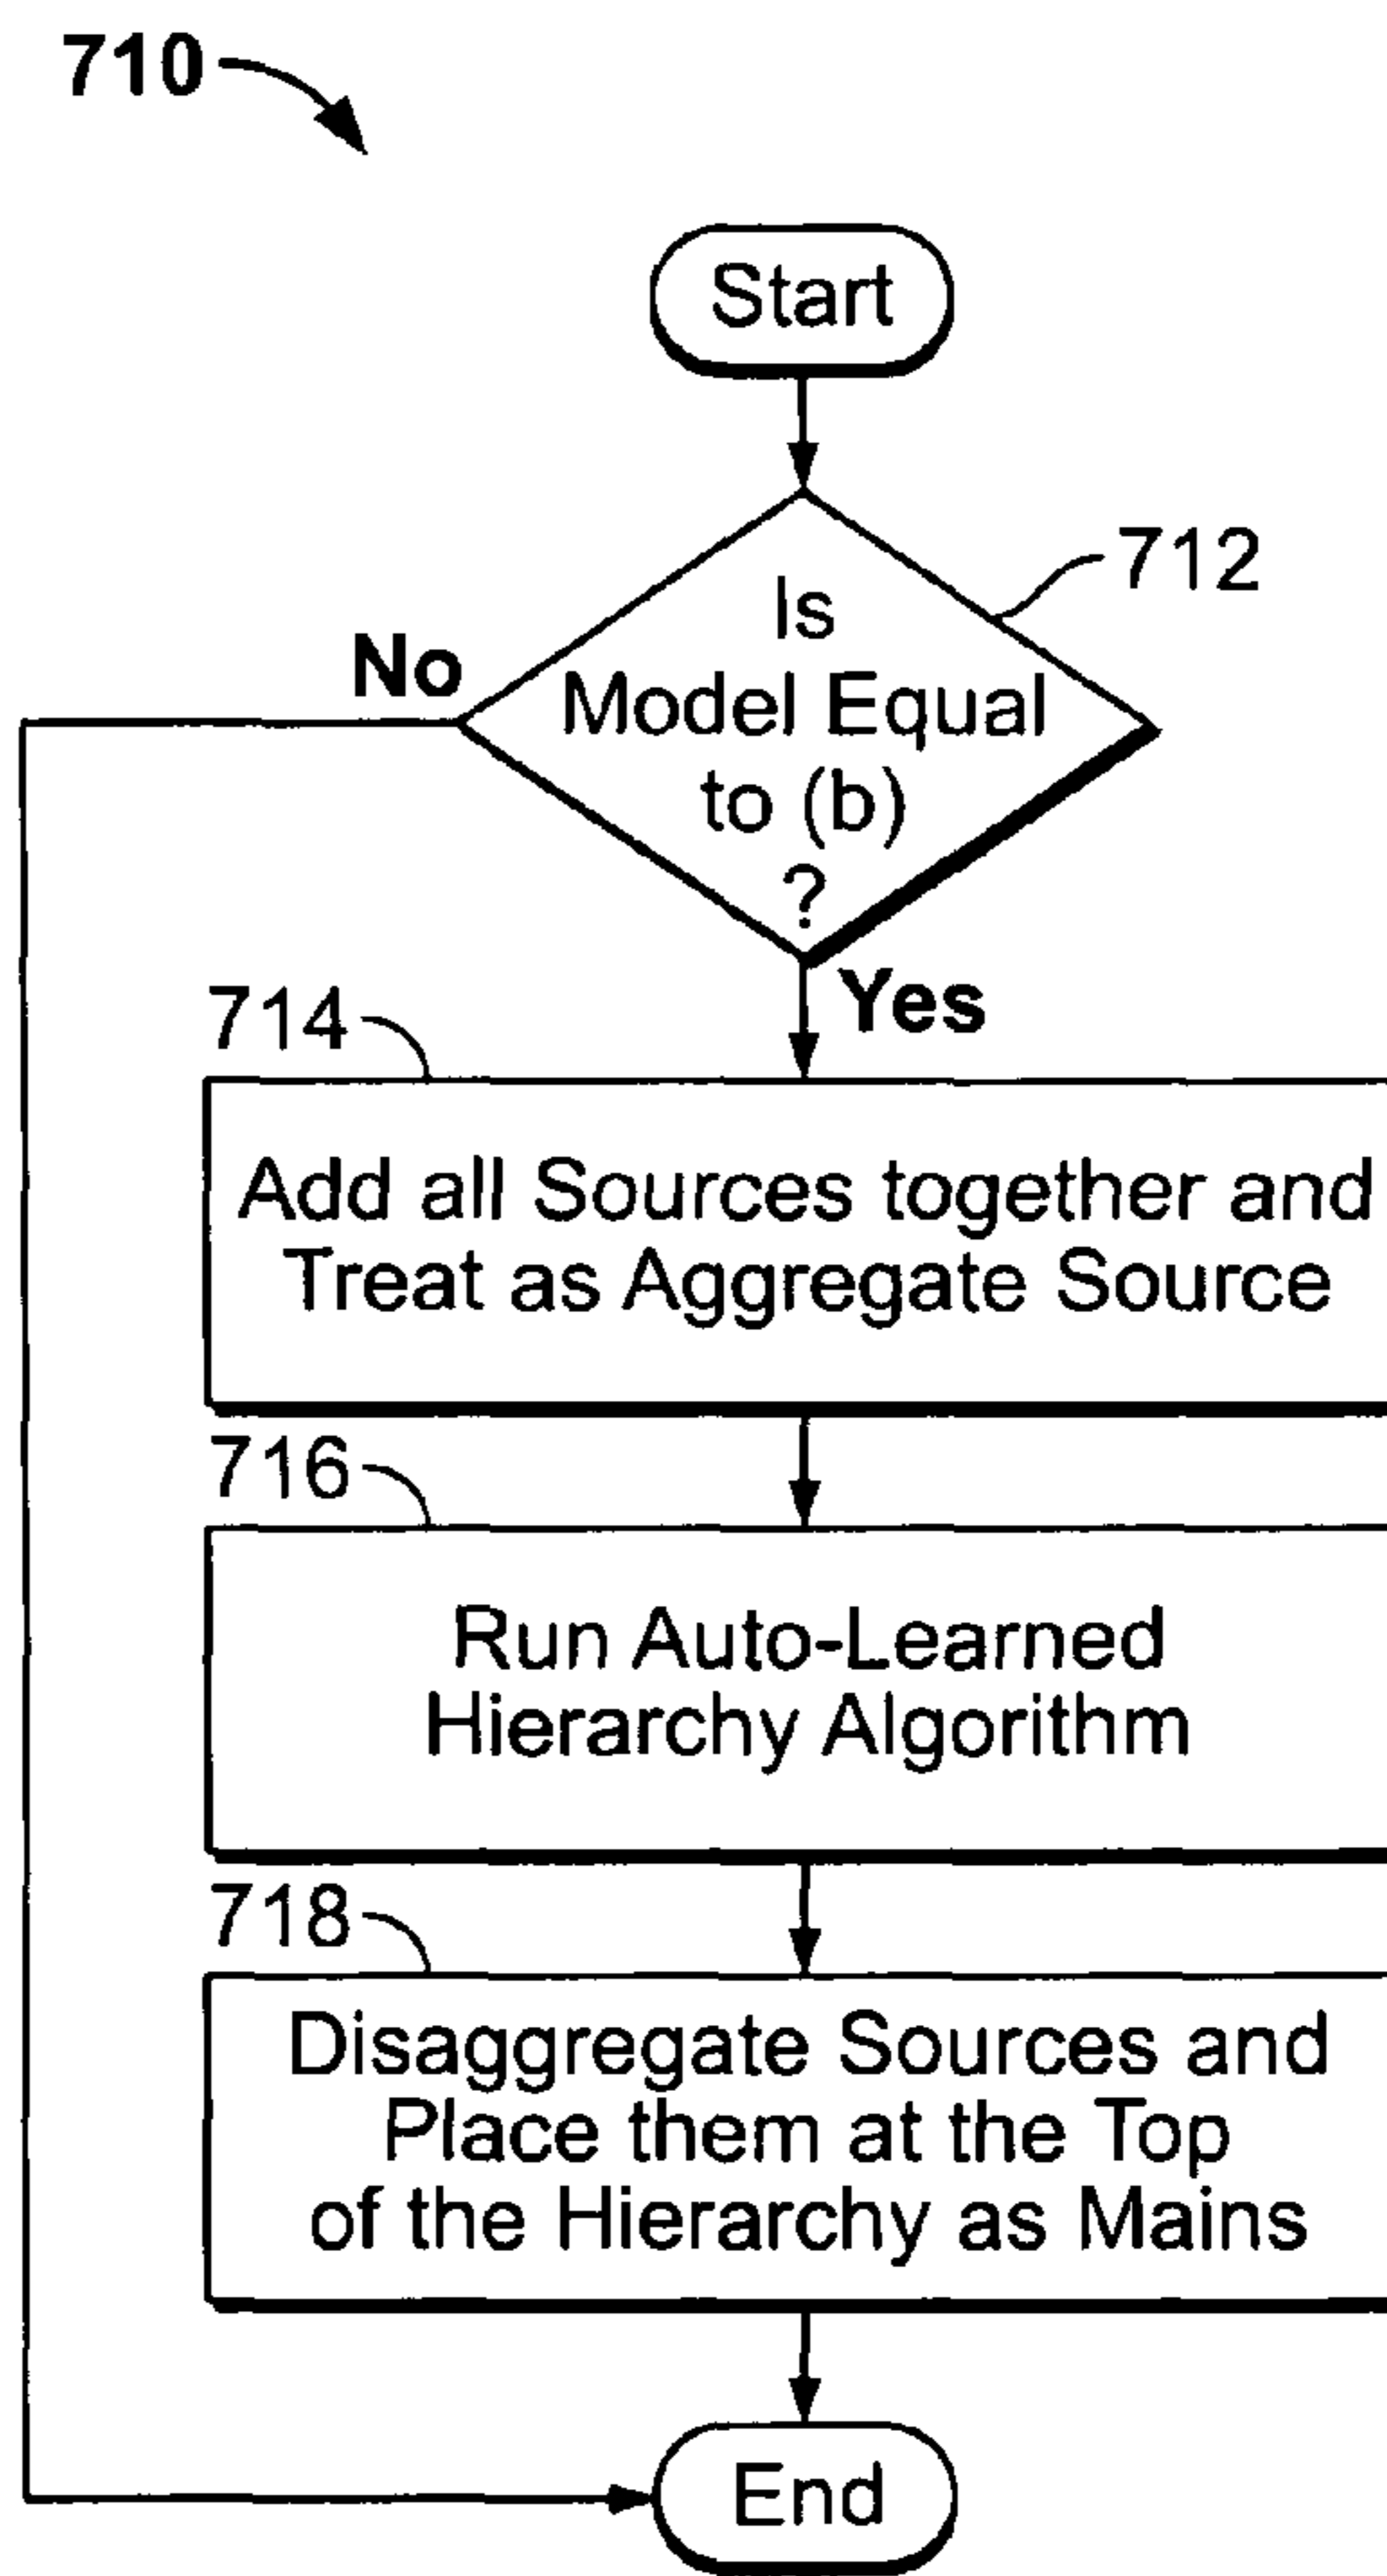 710
Start
712
Is
Model Equal
to (b)
?
No
Yes
714
Add all Sources together and
Treat as Aggregate Source
716
Run Auto-Learned
Hierarchy Algorithm
718
Disaggregate Sources and
Place them at the Top
of the Hierarchy as Mains
End